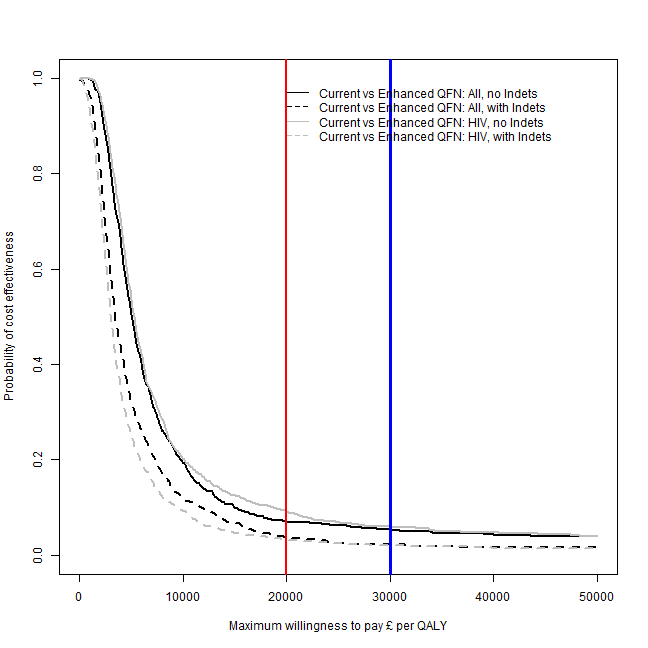 Current vs Enhanced QFN: All, no Indets
Current vs Enhanced QFN: All, with Indets
Current vs Enhanced QFN: HIV, no Indets
Current vs Enhanced QFN: HIV, with Indets
Probability of cost effectiveness
1.0
0.8
0.6
0.4
0.2
0.0
0 10000 20000 30000 40000 50000
Maximum willingness to pay £ per QALY